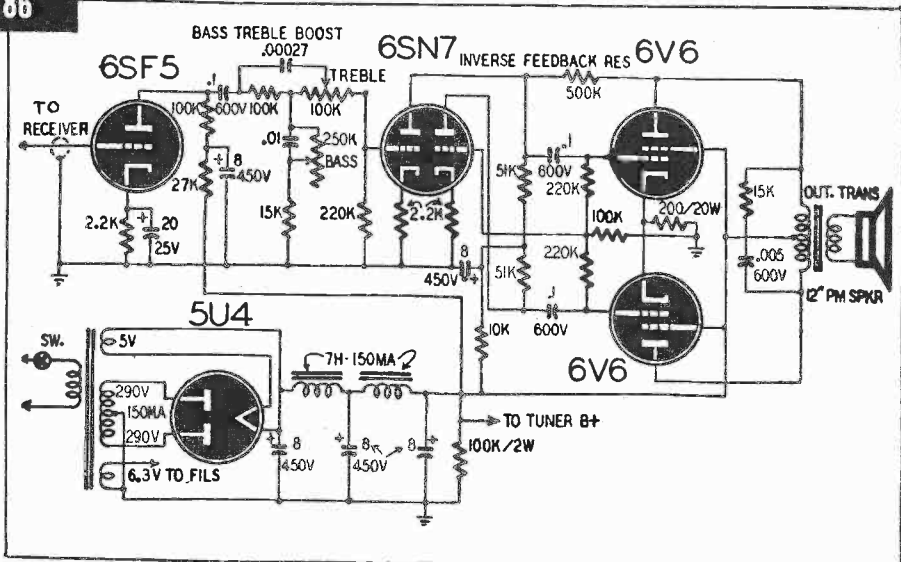 66
BASS TREBLE BOOST
.00027
6SF5
6SN7
INVERSE FEEDBACK RES
6V6
500K
TREBLE
.1
100K
600V
100K
100K
TO
RECEIVER
.01
250K
BASS
8
450V
27K
51K
.1
600V
220K
15K
OUT. TRANS
200/20W
100K
2.2K
20
25V
15K
220K
2.2K
8
450V
51K
220K
.1
600V
.005
600V
12" PM SPKR
5U4
SW.
5V
7H-150MA
10K
6V6
290V
150MA
290V
TO TUNER B+
8
450V
8
450V
8
100K/2W
6.3V TO FILS